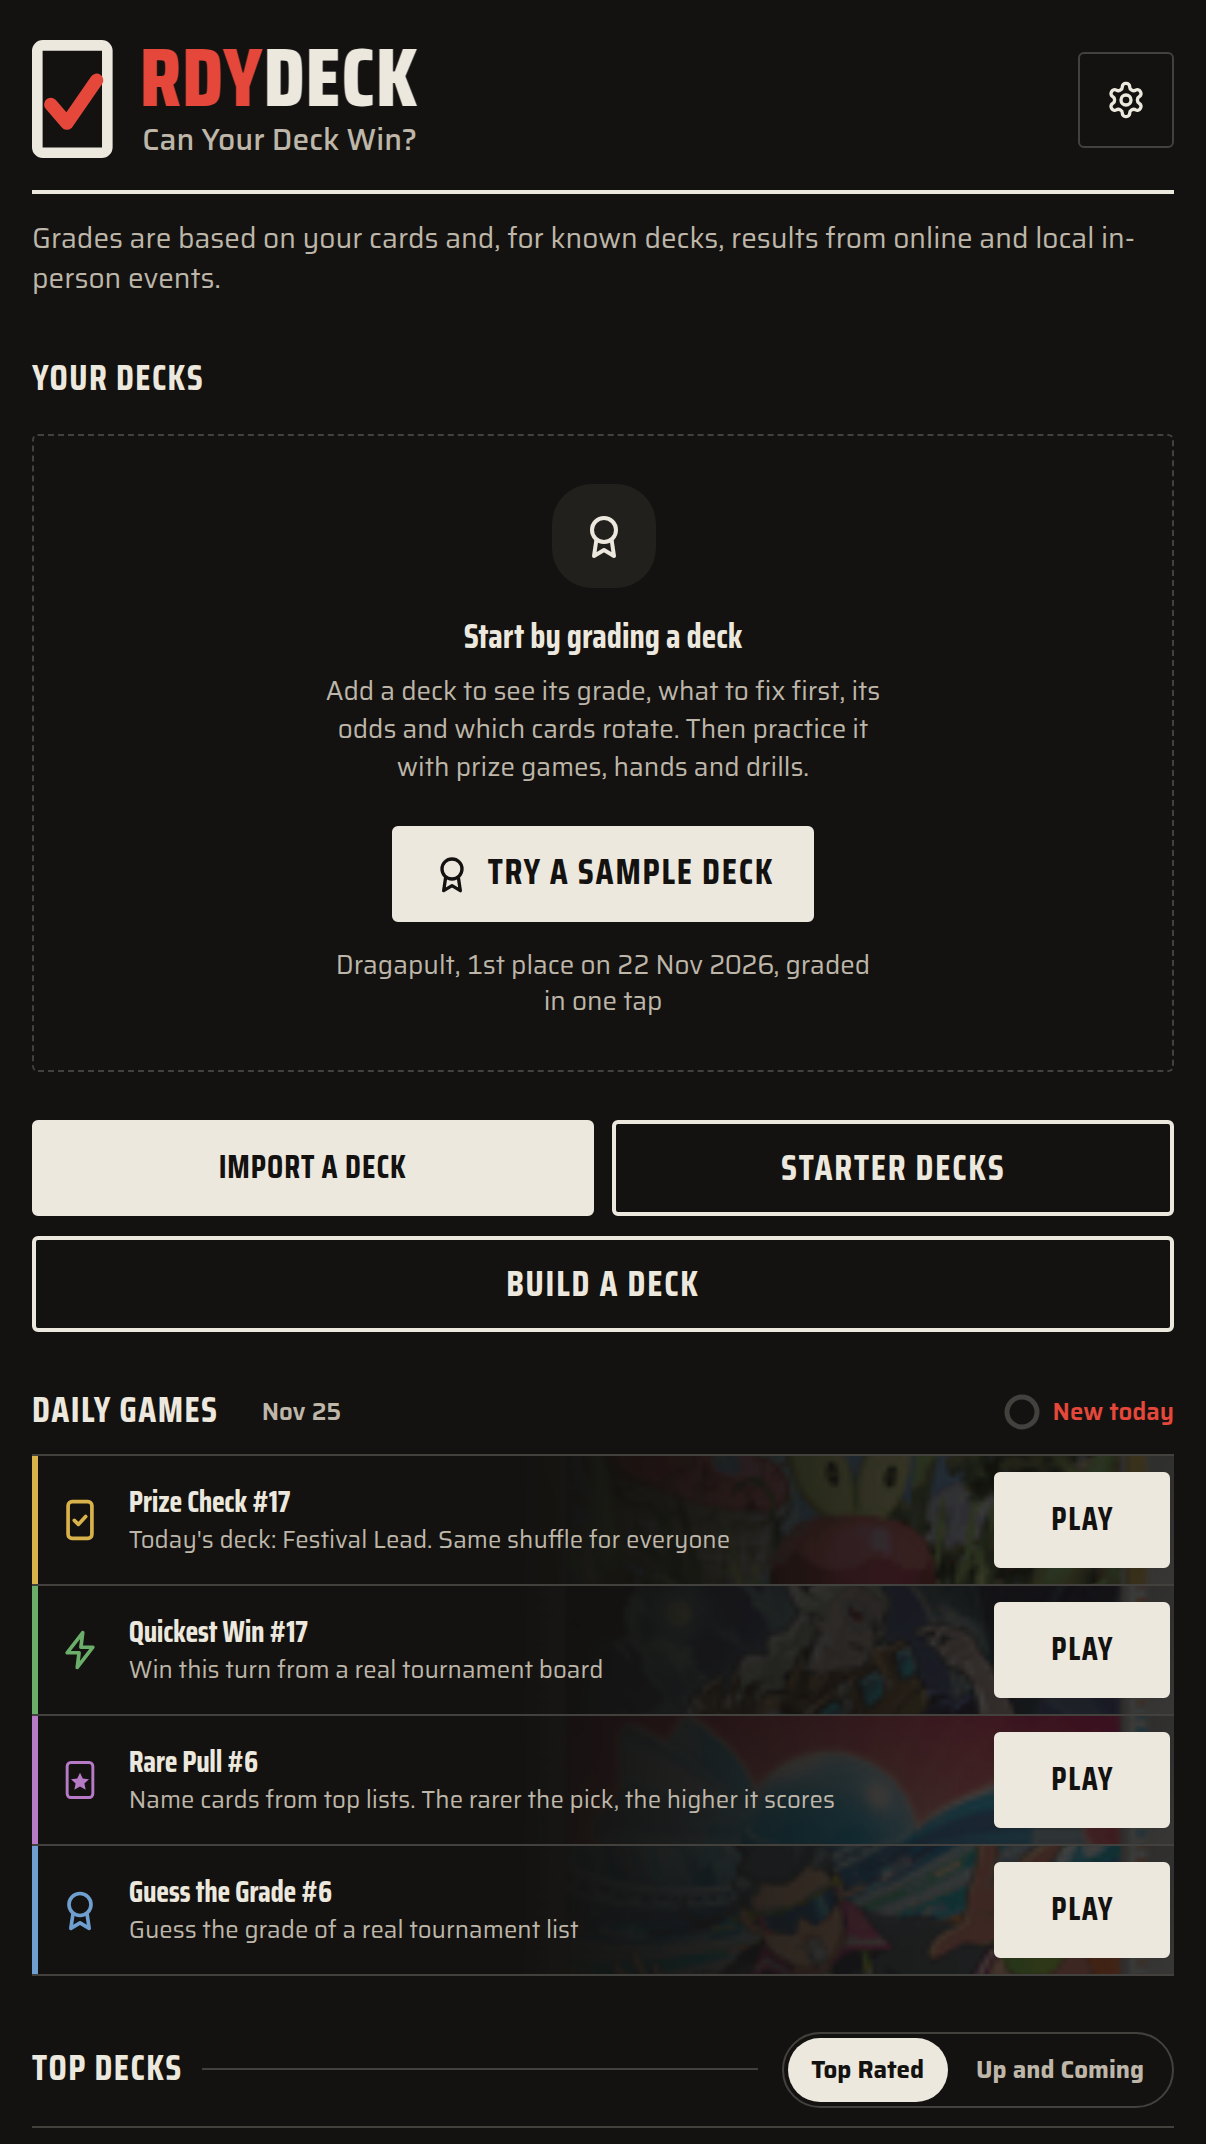 RDYDECK
Can Your Deck Win?
Grades are based on your cards and, for known decks, results from online and local in-
person events.
YOUR DECKS
Start by grading a deck
Add a deck to see its grade, what to fix first, its
odds and which cards rotate. Then practice it
with prize games, hands and drills.
TRY A SAMPLE DECK
Dragapult, 1st place on 22 Nov 2026, graded
in one tap
IMPORT A DECK
STARTER DECKS
BUILD A DECK
DAILY GAMES Nov 25 New today
Prize Check #17
Today's deck: Festival Lead. Same shuffle for everyone
PLAY
Quickest Win #17
Win this turn from a real tournament board
PLAY
Rare Pull #6
Name cards from top lists. The rarer the pick, the higher it scores
PLAY
Guess the Grade #6
Guess the grade of a real tournament list
PLAY
TOP DECKS Top Rated Up and Coming